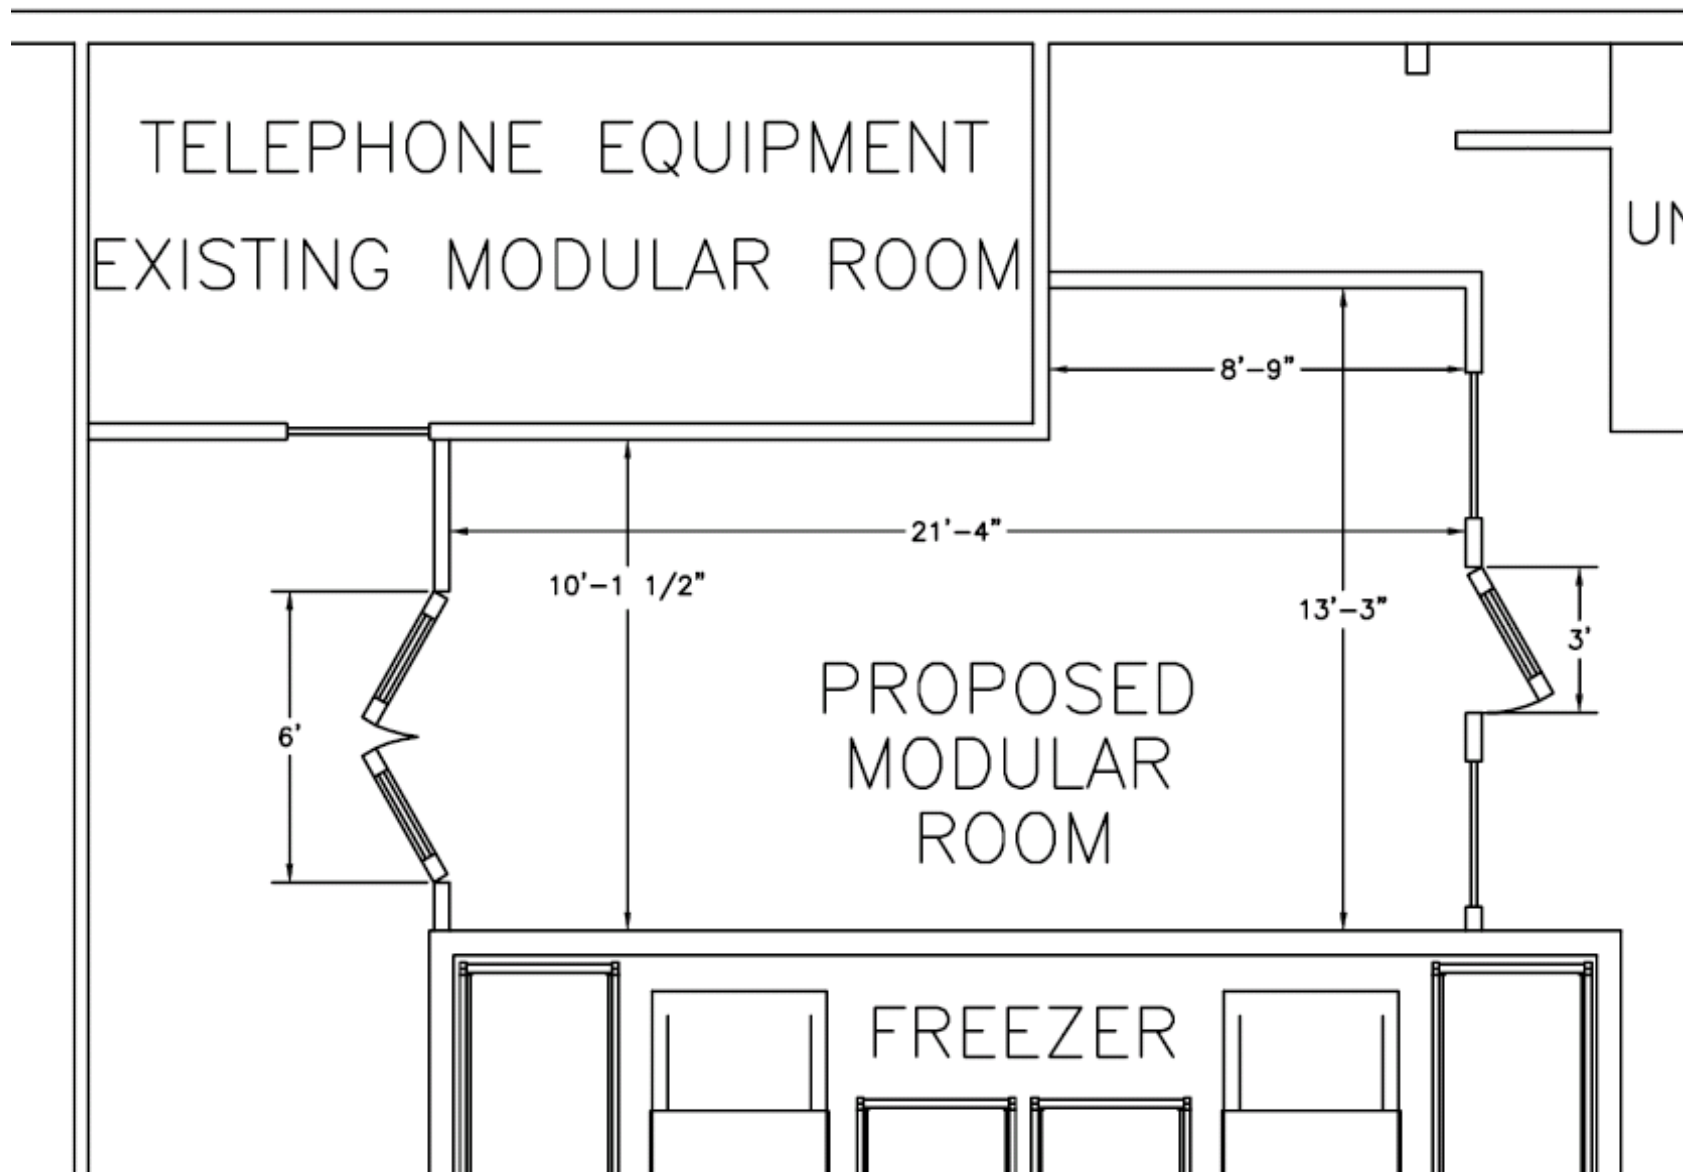 TELEPHONE EQUIPMENT
EXISTING MODULAR ROOM
UN
8'-9"
21'-4"
10'-1 1/2"
13'-3"
3'
6'
PROPOSED
MODULAR
ROOM
FREEZER